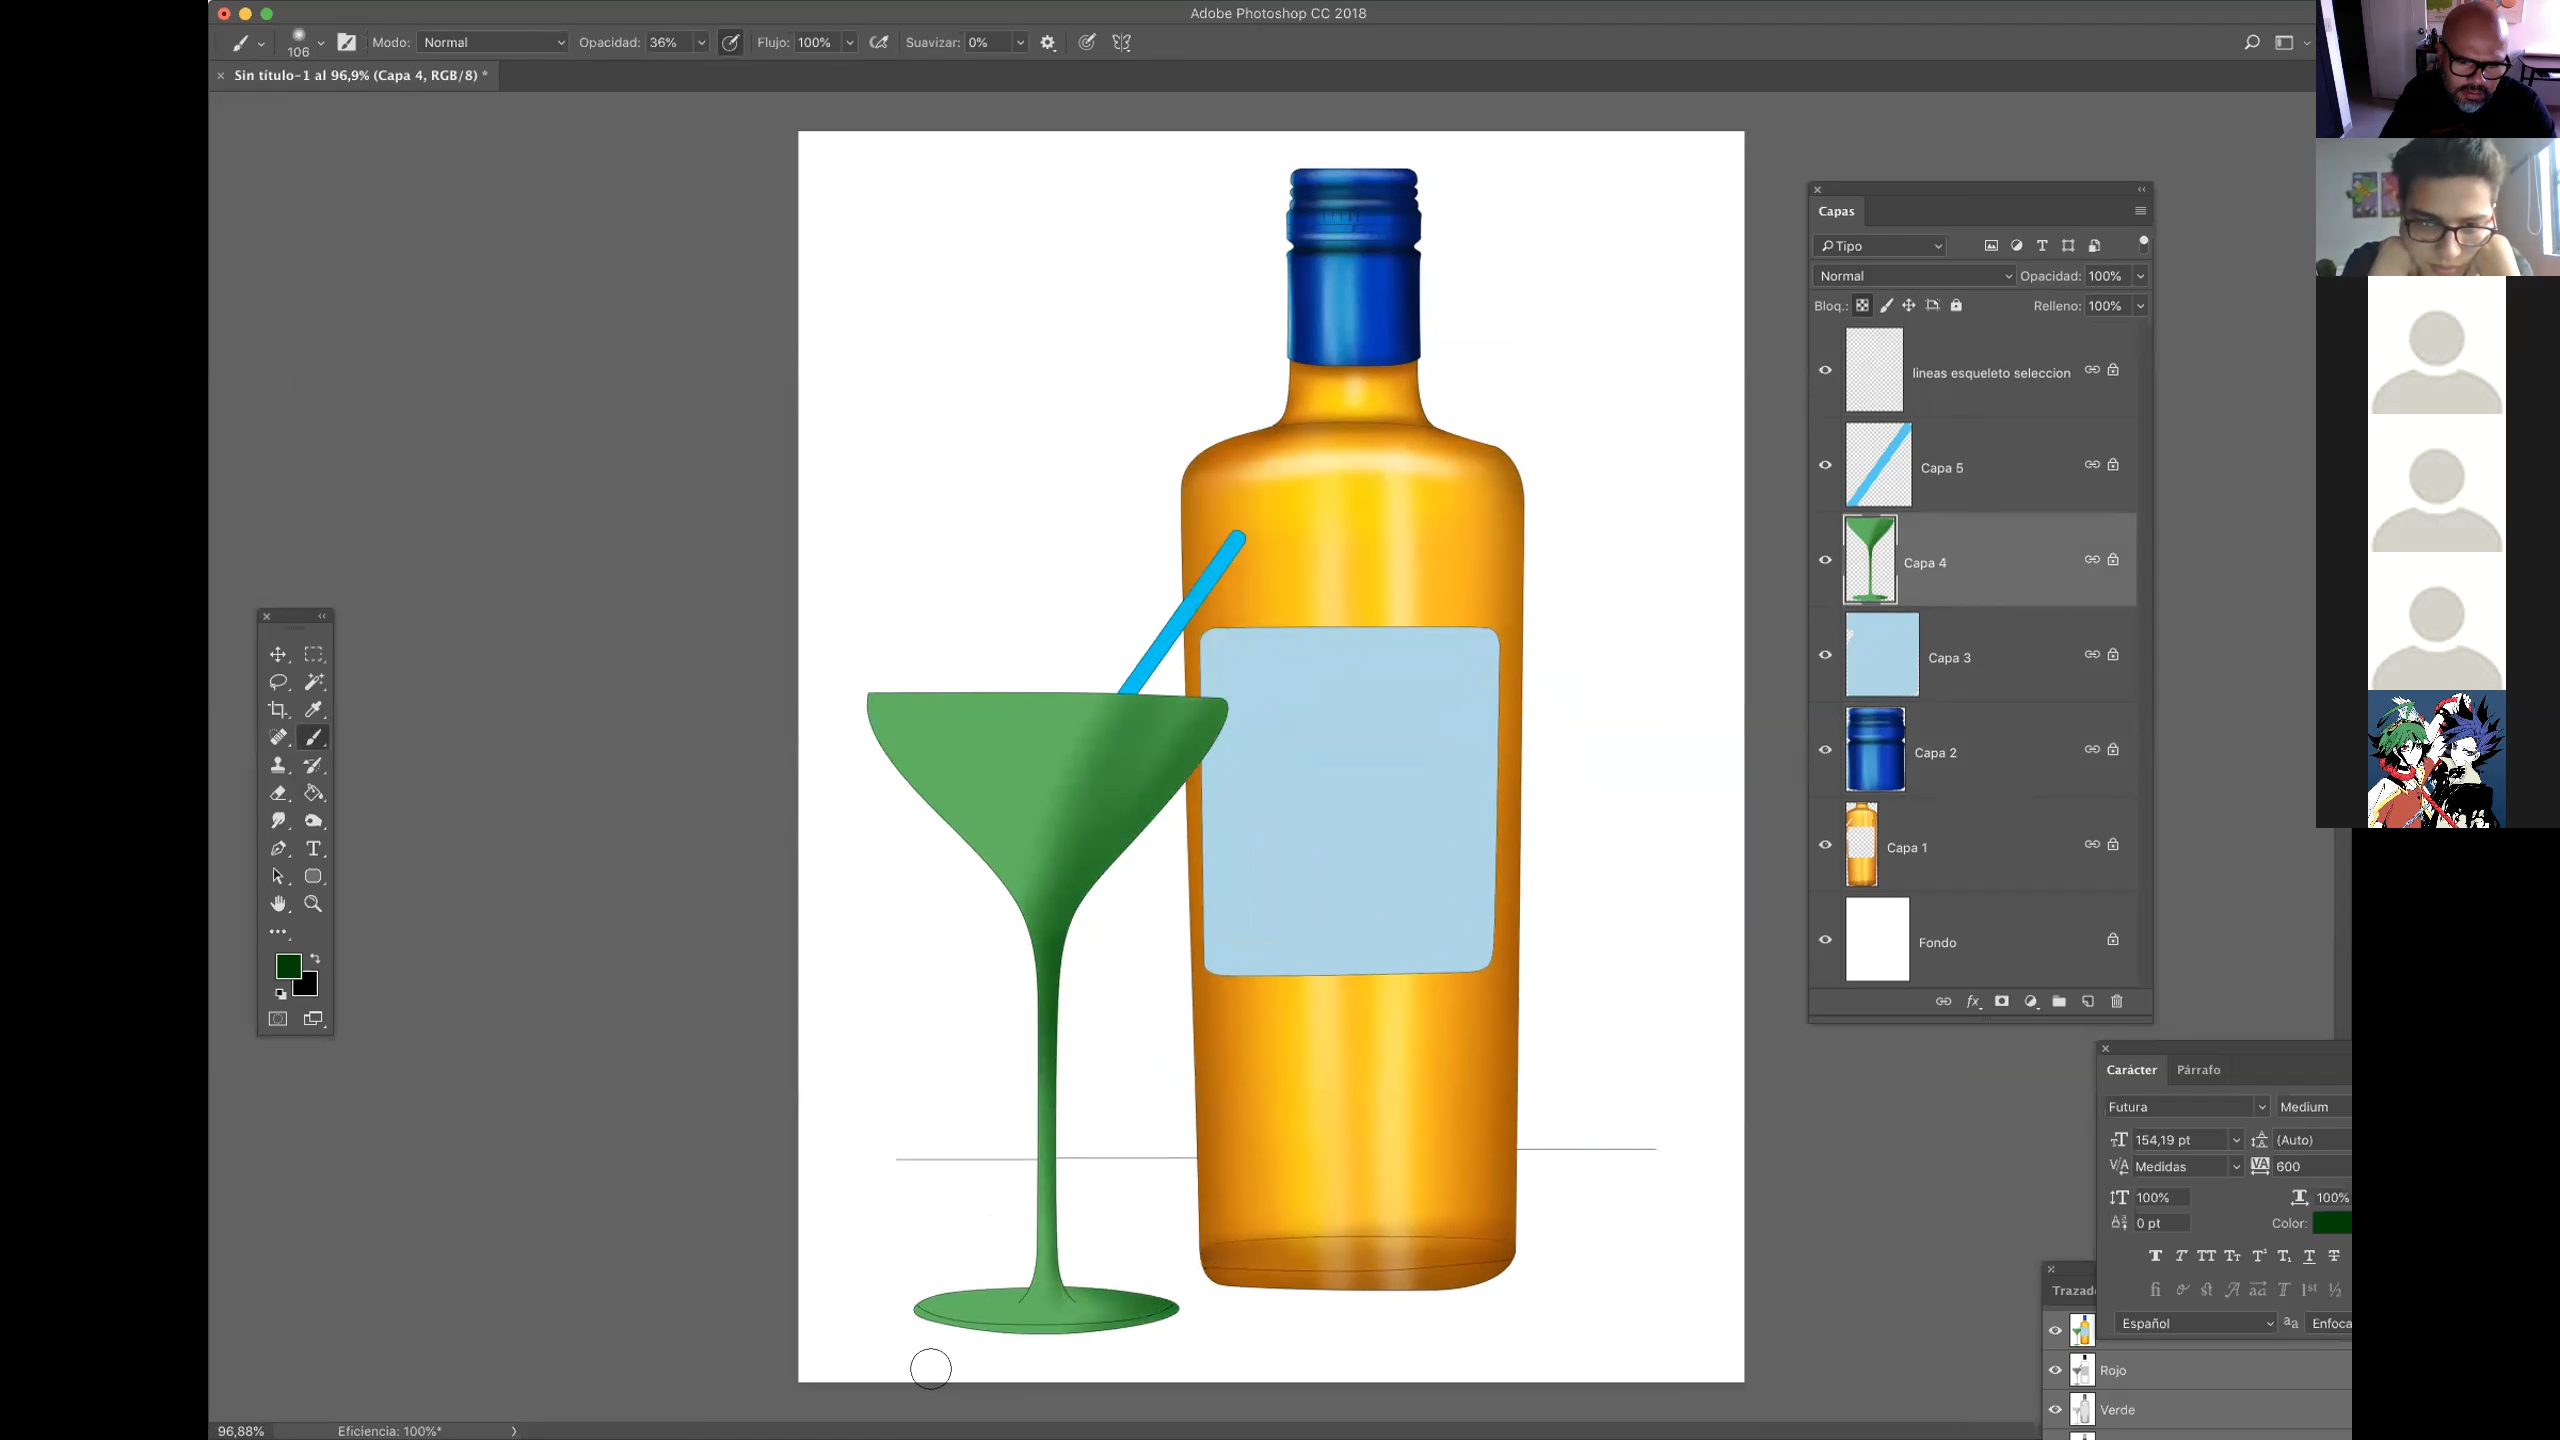 Adobe Photoshop CC 2018
106 Modo: Normal Opacidad: 36% Flujo: 100% Suavizar: 0%
Sin título-1 al 96,9% (Capa 4, RGB/8) *
Capas
Tipo
Normal Opacidad: 100%
Bloq.: Relleno: 100%
lineas esqueleto seleccion
Capa 5
Capa 4
Capa 3
Capa 2
Capa 1
Fondo
fx
Carácter Párrafo
Futura Medium
154,19 pt (Auto)
Medidas 600
100% 100%
0 pt Color:
Español Enfoca
Trazad
Rojo
Verde
96,88% Eficiencia: 100%*